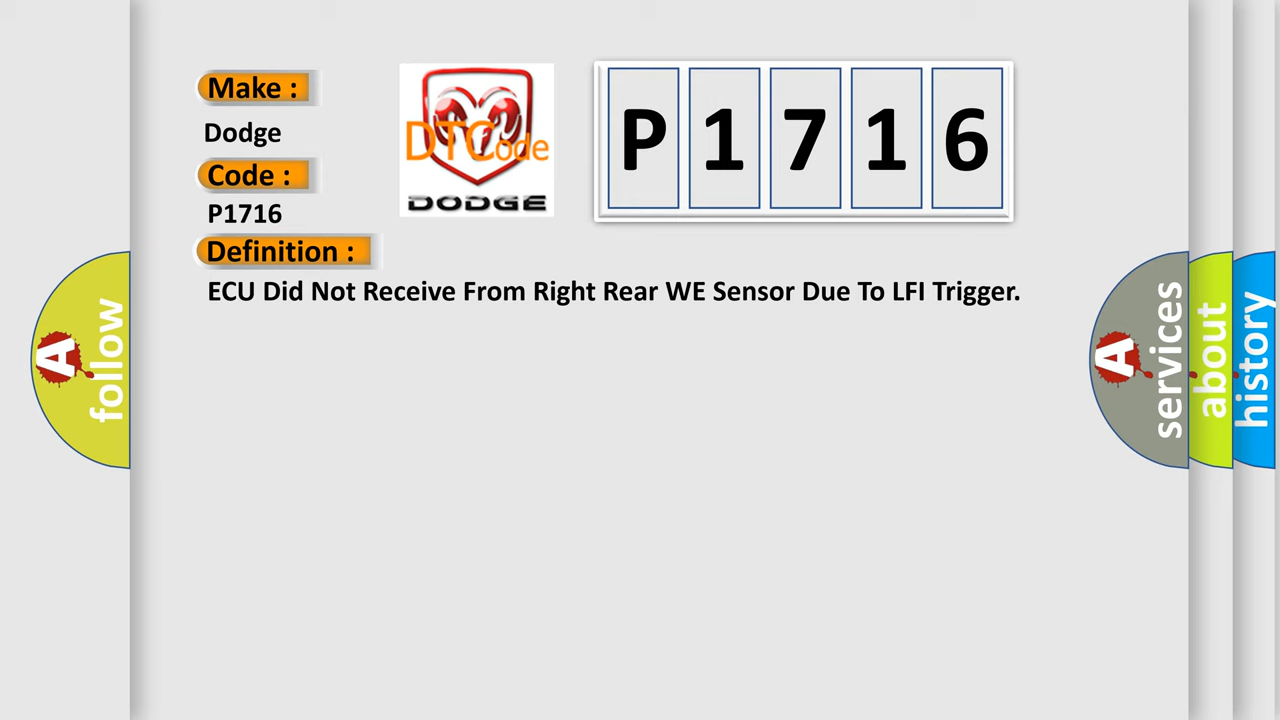 Make :
Dodge
Code :
P1716
Definition :
ECU Did Not Receive From Right Rear WE Sensor Due To LFI Trigger.
DTCode
DODGE
P 1 7 1 6
A follow
A services
about
history